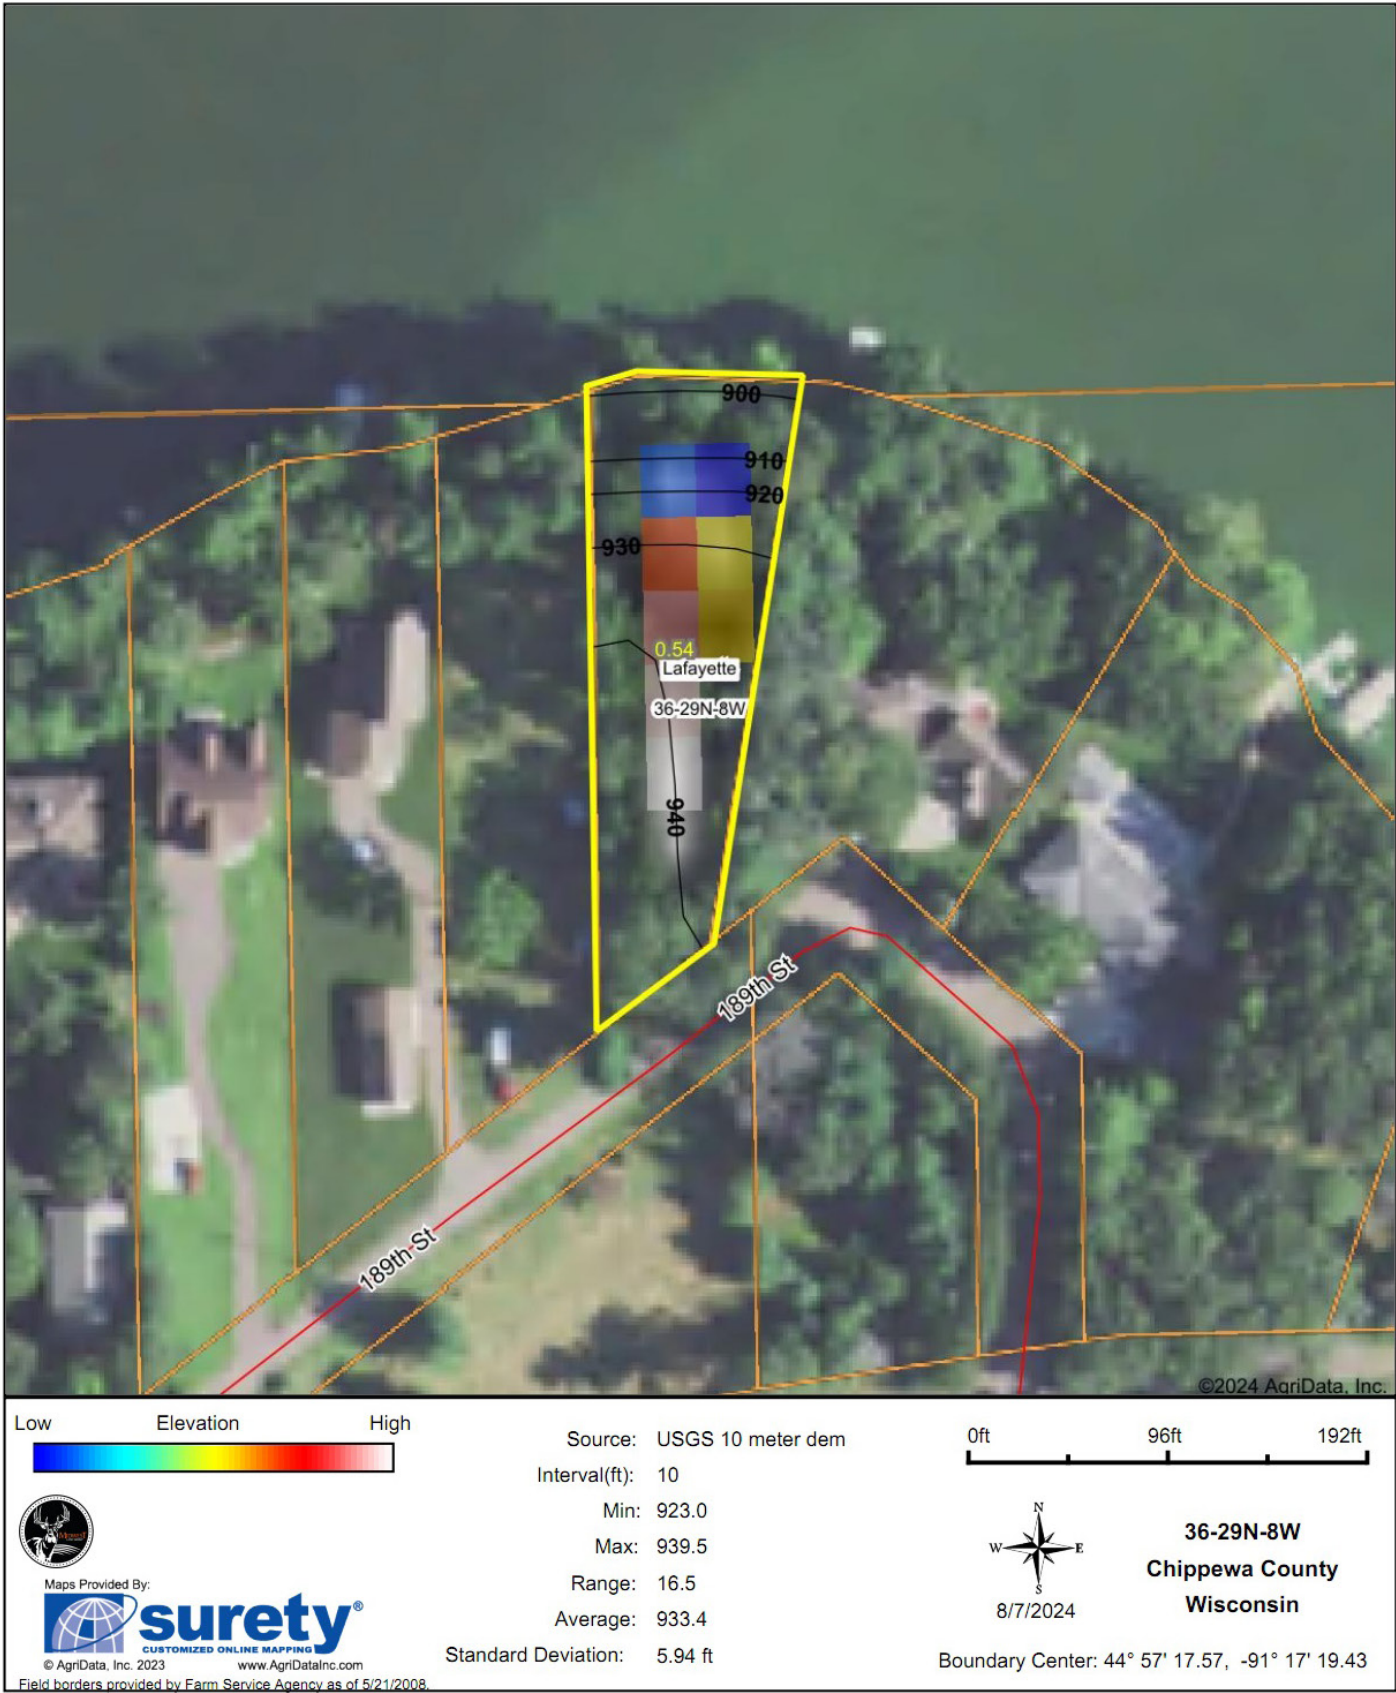 900
910
920
930
0.54
Lafayette
36-29N-8W
940
189th St
189th St
©2024 AgriData, Inc.
Low Elevation High
Source: USGS 10 meter dem
Interval(ft): 10
Min: 923.0
Max: 939.5
Range: 16.5
Average: 933.4
Standard Deviation: 5.94 ft
0ft 96ft 192ft
N
W E
S
8/7/2024
36-29N-8W
Chippewa County
Wisconsin
Boundary Center: 44° 57' 17.57, -91° 17' 19.43
Maps Provided By:
surety®
CUSTOMIZED ONLINE MAPPING
© AgriData, Inc. 2023 www.AgriDataInc.com
Field borders provided by Farm Service Agency as of 5/21/2008.